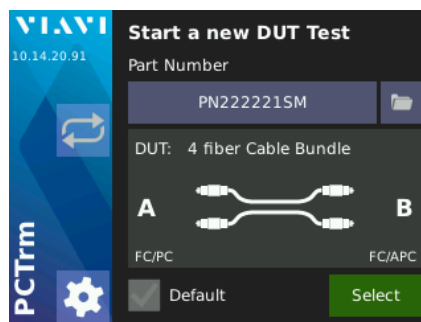 VIAVI
10.14.20.91
PCTrm
Start a new DUT Test
Part Number
PN222221SM
DUT: 4 fiber Cable Bundle
A
B
FC/PC
FC/APC
Default
Select